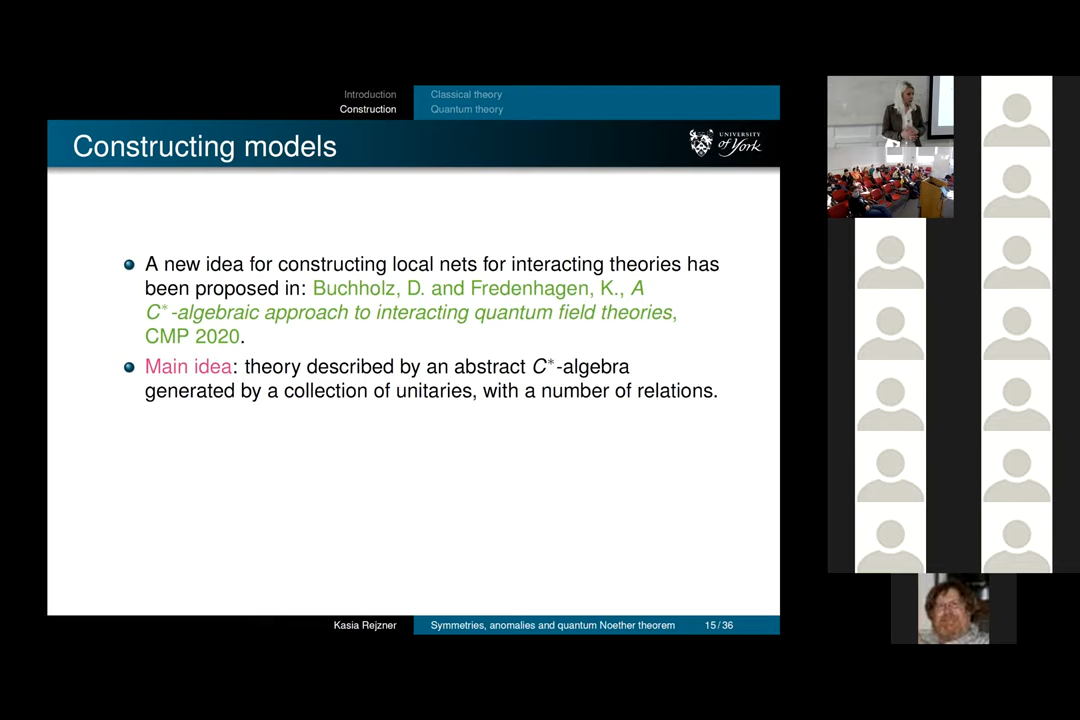 Introduction
Construction
Classical theory
Quantum theory
Constructing models
UNIVERSITY
of York
A new idea for constructing local nets for interacting theories has
been proposed in: Buchholz, D. and Fredenhagen, K., A
C*-algebraic approach to interacting quantum field theories,
CMP 2020.
Main idea: theory described by an abstract C*-algebra
generated by a collection of unitaries, with a number of relations.
Kasia Rejzner
Symmetries, anomalies and quantum Noether theorem
15/36